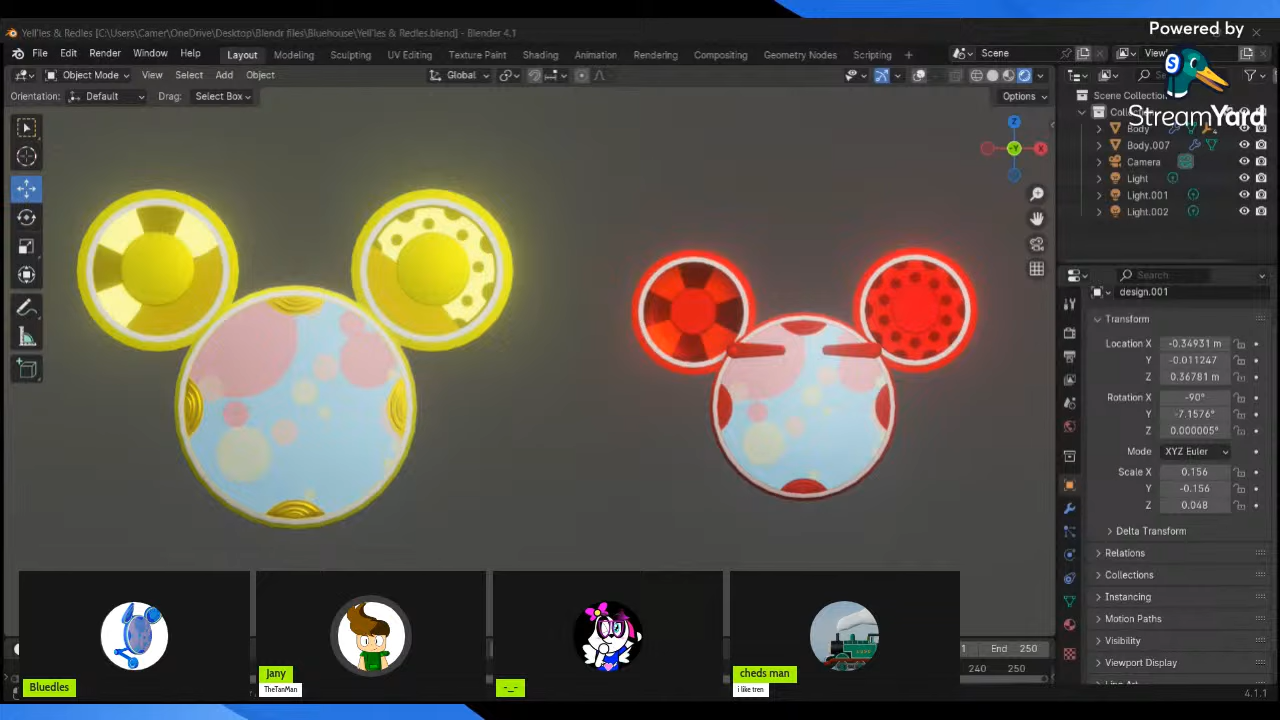 Yell'les & Redles [C:\Users\Camer\OneDrive\Desktop\Blendr files\Bluehouse\Yell'les & Redles.blend] - Blender 4.1
Powered by
File Edit Render Window Help Layout Modeling Sculpting UV Editing Texture Paint Shading Animation Rendering Compositing Geometry Nodes Scripting + Scene View
Object Mode View Select Add Object Global
Orientation: Default Drag: Select Box Options
Scene Collection
StreamYard
Body
Body.007
Camera
Light
Light.001
Light.002
Z
-Y X
Search
design.001
Transform
Location X -0.34931 m
Y -0.011247
Z 0.36781 m
Rotation X -90°
Y -7.1576°
Z 0.000005°
Mode XYZ Euler
Scale X 0.156
Y -0.156
Z 0.048
Delta Transform
Relations
Collections
Instancing
Motion Paths
Visibility
Viewport Display
1 End 250
240 250
4.1.1
Bluedles
Jany
TheTanMan
-_-
cheds man
i like tren